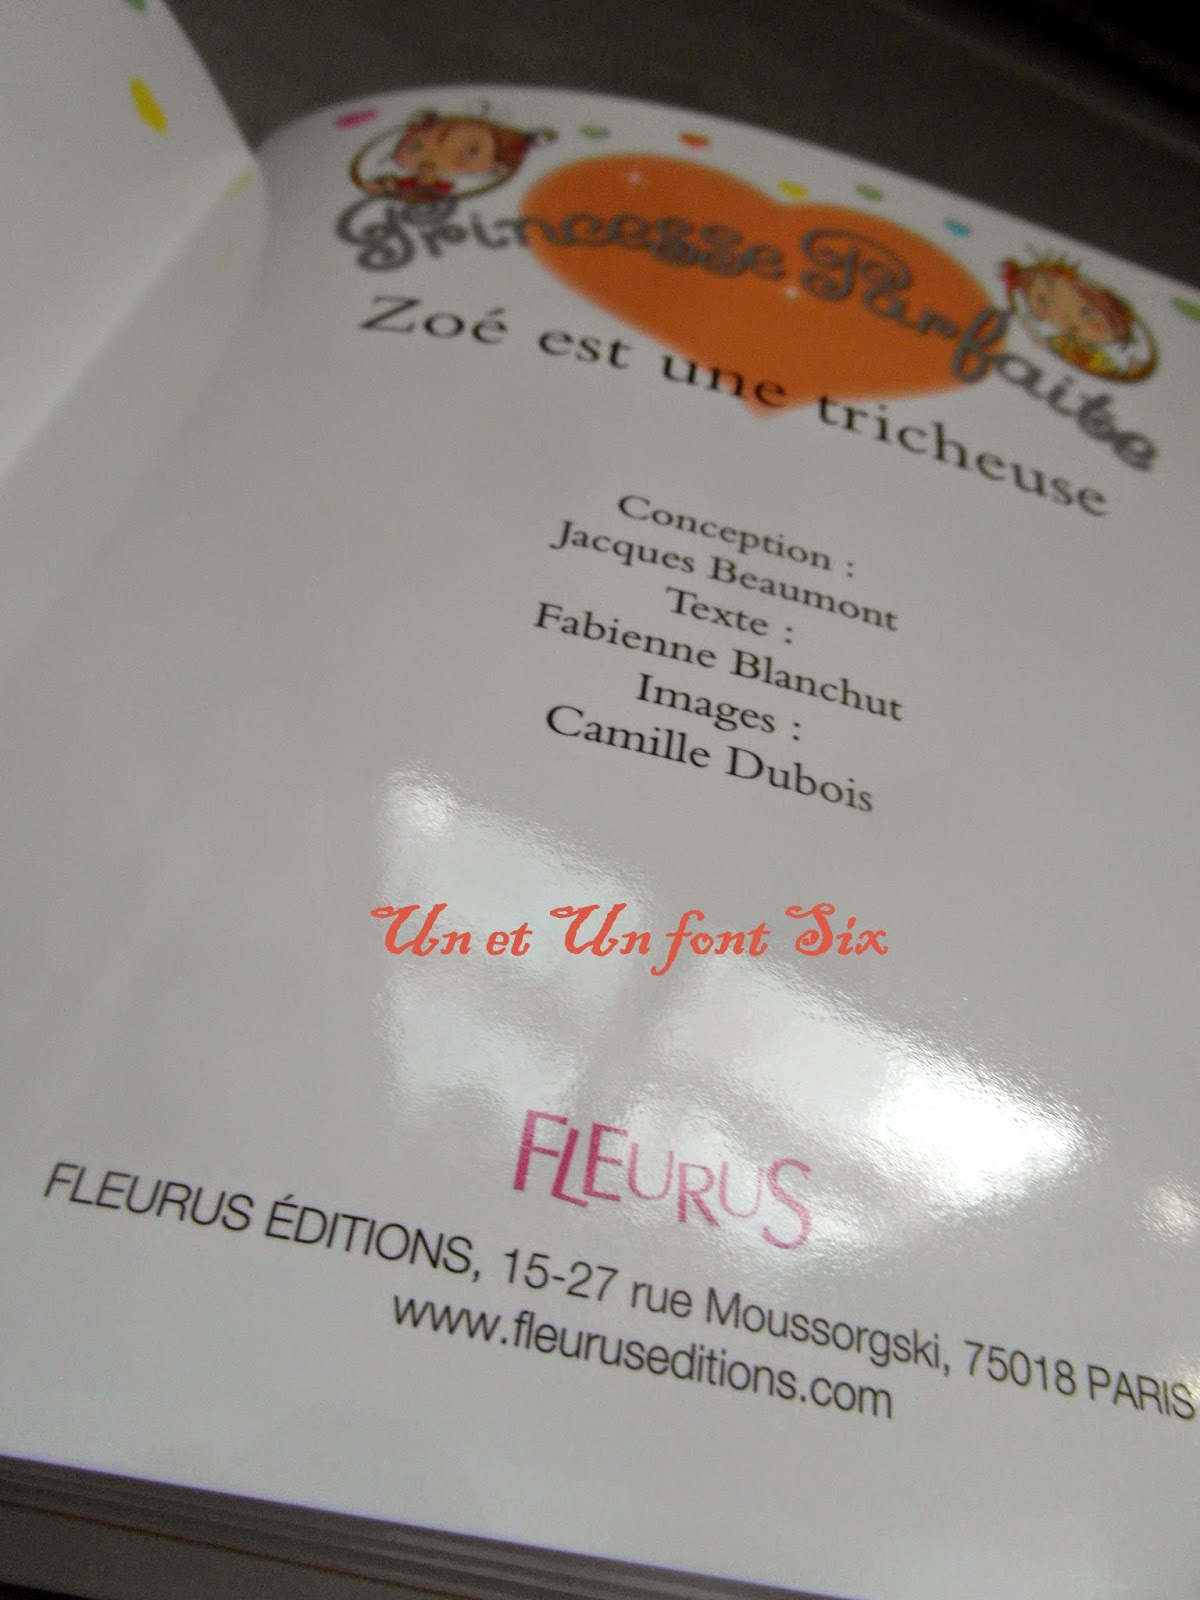 Princesse Parfaite
Zoé est une tricheuse
Conception :
Jacques Beaumont
Texte :
Fabienne Blanchut
Images :
Camille Dubois
Un et Un font Six
FLEURUS
FLEURUS ÉDITIONS, 15-27 rue Moussorgski, 75018 PARIS
www.fleuruseditions.com